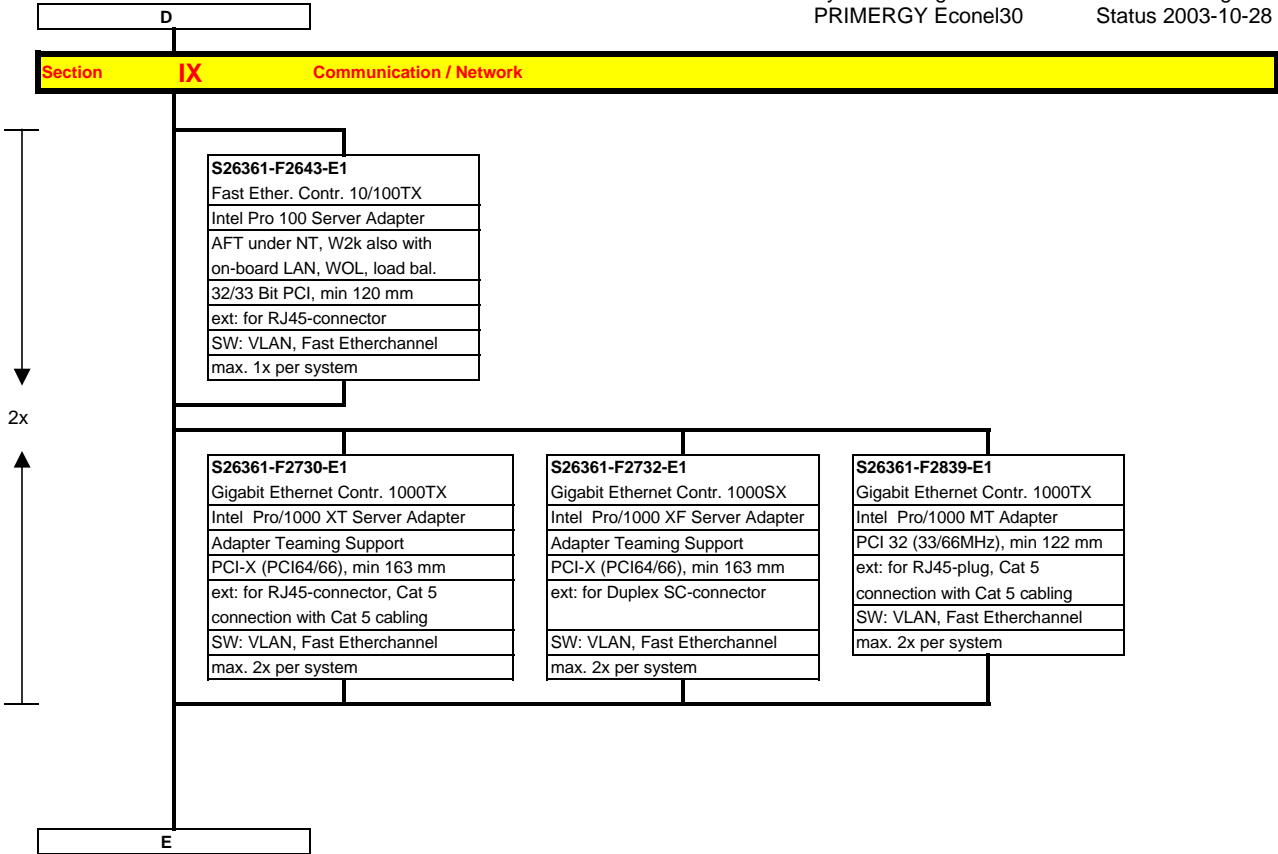 PRIMERGY Econel30 Status 2003-10-28
D
Section IX Communication / Network
S26361-F2643-E1
Fast Ether. Contr. 10/100TX
Intel Pro 100 Server Adapter
AFT under NT, W2k also with
on-board LAN, WOL, load bal.
32/33 Bit PCI, min 120 mm
ext: for RJ45-connector
SW: VLAN, Fast Etherchannel
max. 1x per system
2x
S26361-F2730-E1
Gigabit Ethernet Contr. 1000TX
Intel Pro/1000 XT Server Adapter
Adapter Teaming Support
PCI-X (PCI64/66), min 163 mm
ext: for RJ45-connector, Cat 5
connection with Cat 5 cabling
SW: VLAN, Fast Etherchannel
max. 2x per system
S26361-F2732-E1
Gigabit Ethernet Contr. 1000SX
Intel Pro/1000 XF Server Adapter
Adapter Teaming Support
PCI-X (PCI64/66), min 163 mm
ext: for Duplex SC-connector
SW: VLAN, Fast Etherchannel
max. 2x per system
S26361-F2839-E1
Gigabit Ethernet Contr. 1000TX
Intel Pro/1000 MT Adapter
PCI 32 (33/66MHz), min 122 mm
ext: for RJ45-plug, Cat 5
connection with Cat 5 cabling
SW: VLAN, Fast Etherchannel
max. 2x per system
E